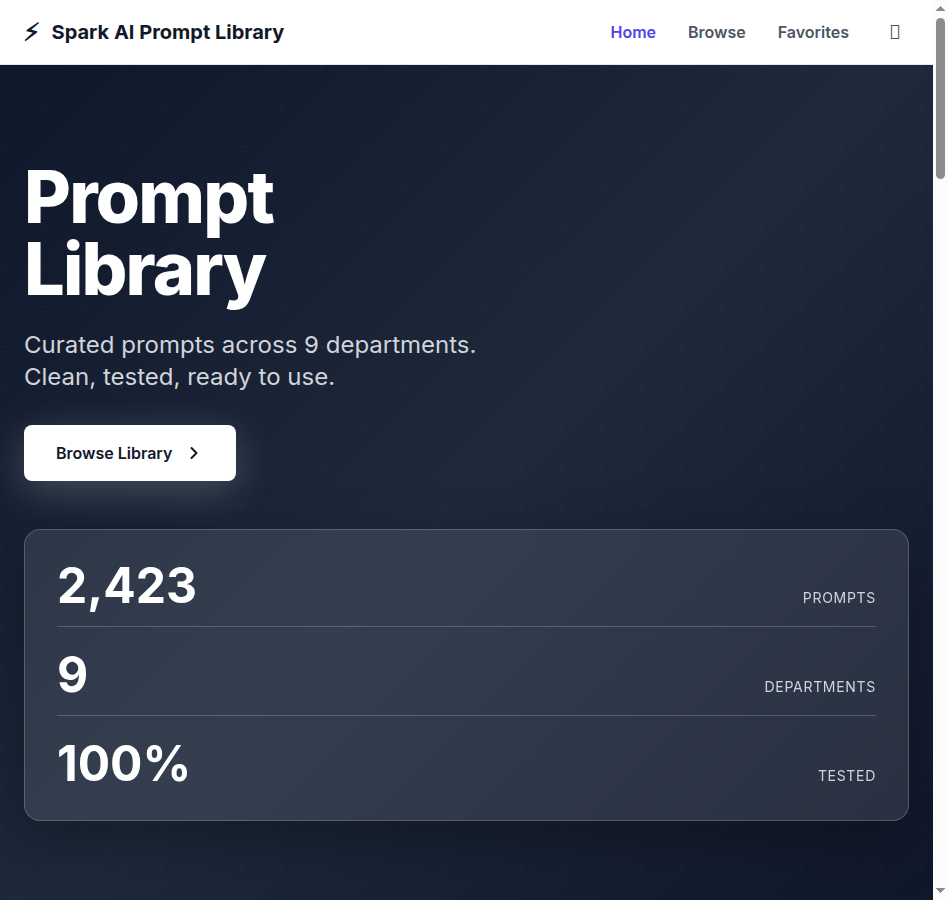 ⚡ Spark AI Prompt Library
Home Browse Favorites
Prompt
Library
Curated prompts across 9 departments.
Clean, tested, ready to use.
Browse Library
2,423 PROMPTS
9 DEPARTMENTS
100% TESTED